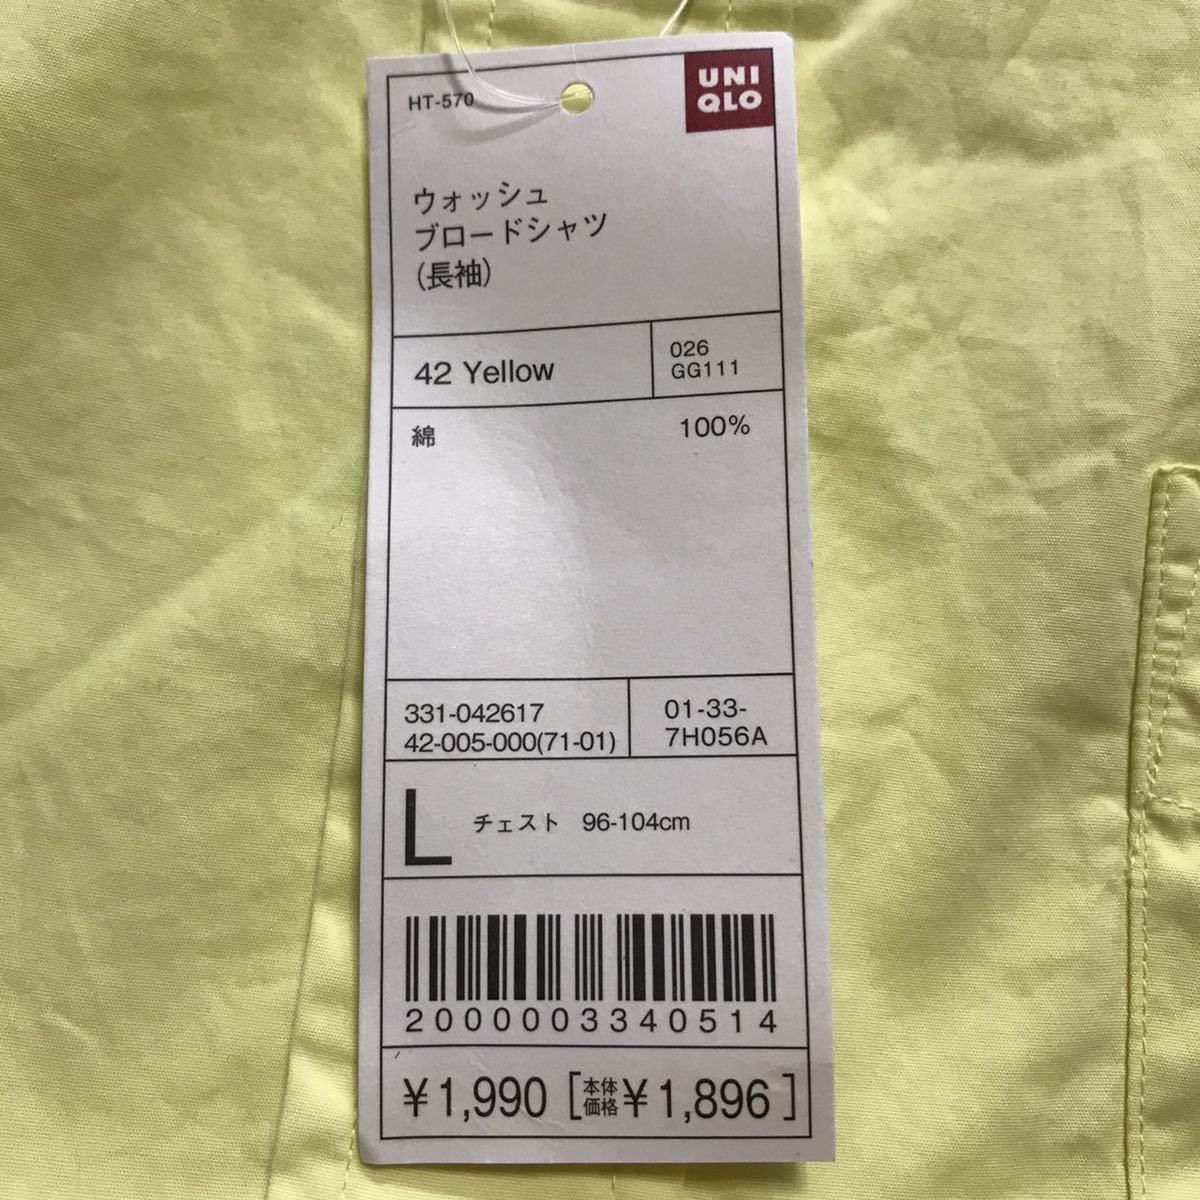 HT-570
UNI
QLO
ウォッシュ
ブロードシャツ
(長袖)
42 Yellow
026
GG111
綿 100%
331-042617
42-005-000(71-01)
01-33-
7H056A
L チェスト 96-104cm
2000003340514
¥1,990 [本体価格¥1,896]